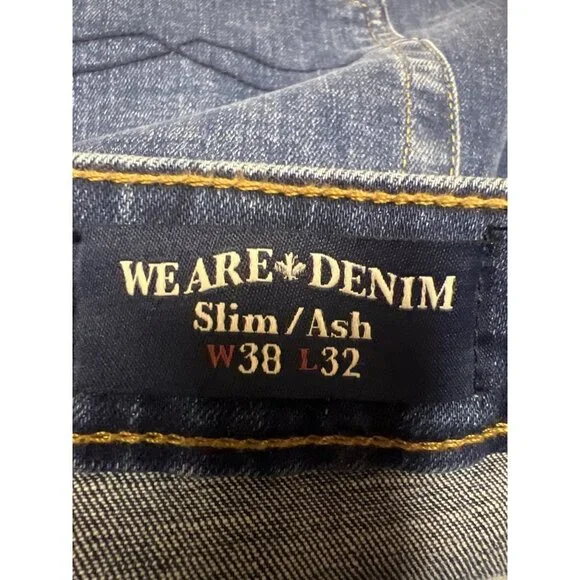 WE ARE DENIM
Slim / Ash
W38 L32